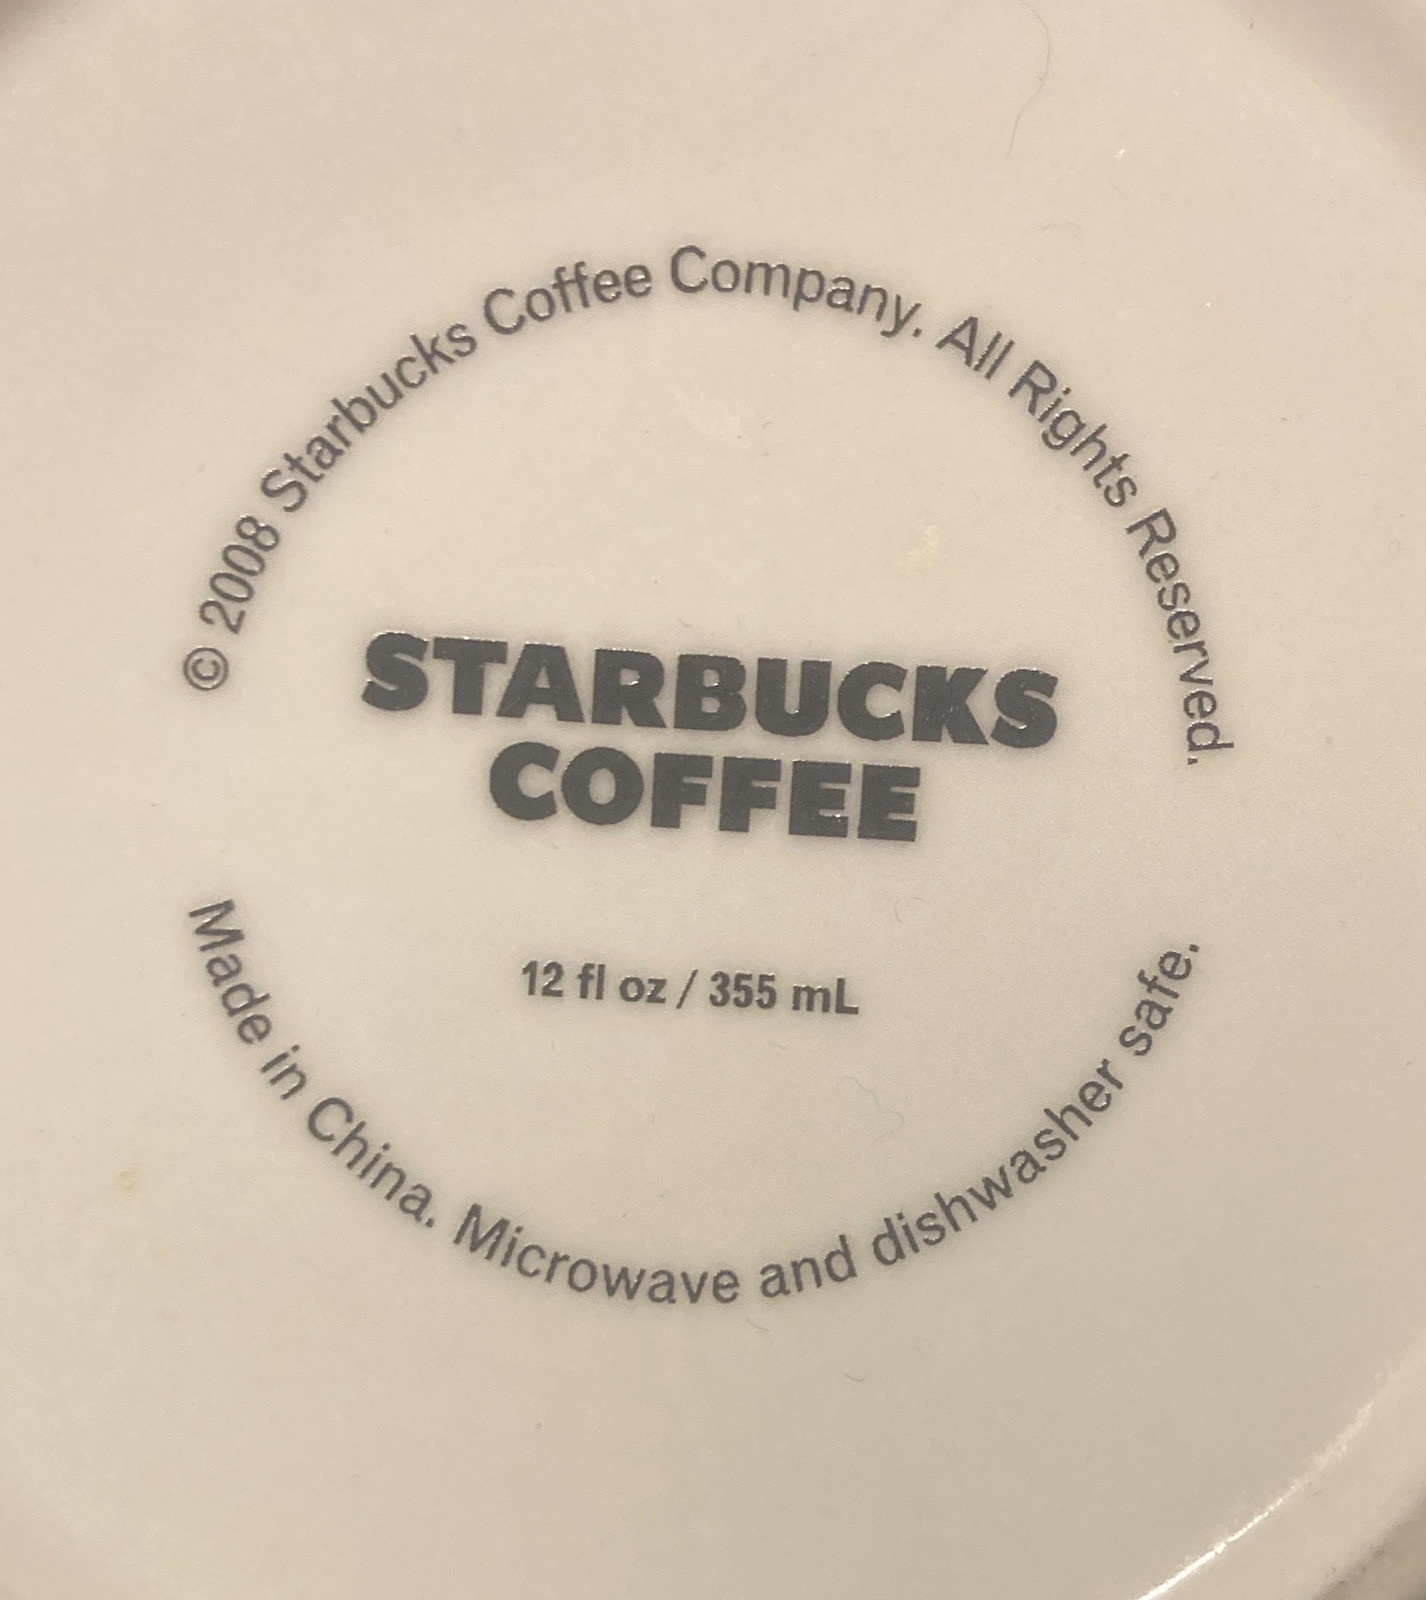 © 2008 Starbucks Coffee Company. All Rights Reserved.
STARBUCKS
COFFEE
12 fl oz / 355 mL
Made in China. Microwave and dishwasher safe.